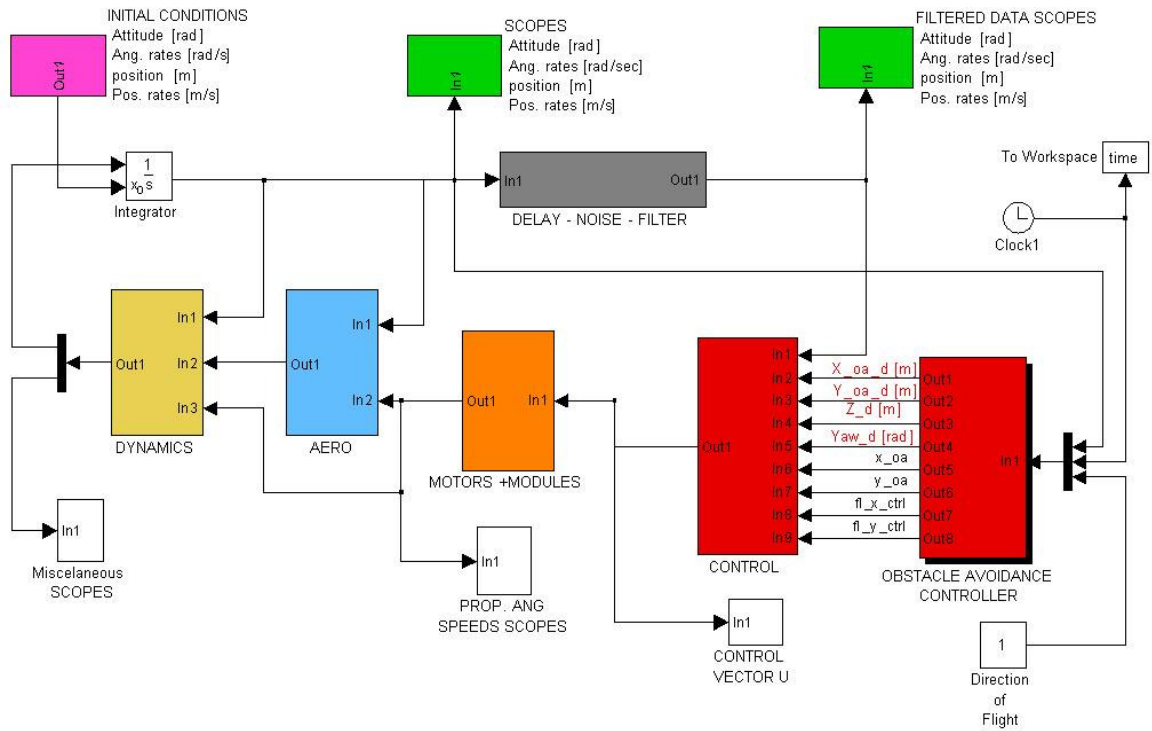 INITIAL CONDITIONS
Attitude [rad]
Ang. rates [rad/s]
position [m]
Pos. rates [m/s]
Out1
SCOPES
Attitude [rad]
Ang. rates [rad/sec]
position [m]
Pos. rates [m/s]
In1
FILTERED DATA SCOPES
Attitude [rad]
Ang. rates [rad/sec]
position [m]
Pos. rates [m/s]
In1
1
s
x0
Integrator
In1
Out1
DELAY - NOISE - FILTER
To Workspace
time
Clock1
In1
In2
In3
Out1
DYNAMICS
In1
In2
Out1
AERO
In1
Out1
MOTORS +MODULES
In1
In2
In3
In4
In5
In6
In7
In8
In9
Out1
CONTROL
X_oa_d [m]
Y_oa_d [m]
Z_d [m]
Yaw_d [rad]
x_oa
y_oa
fl_x_ctrl
fl_y_ctrl
Out1
Out2
Out3
Out4
Out5
Out6
Out7
Out8
In1
OBSTACLE AVOIDANCE
CONTROLLER
In1
Miscelaneous
SCOPES
In1
PROP. ANG
SPEEDS SCOPES
In1
CONTROL
VECTOR U
1
Direction
of
Flight